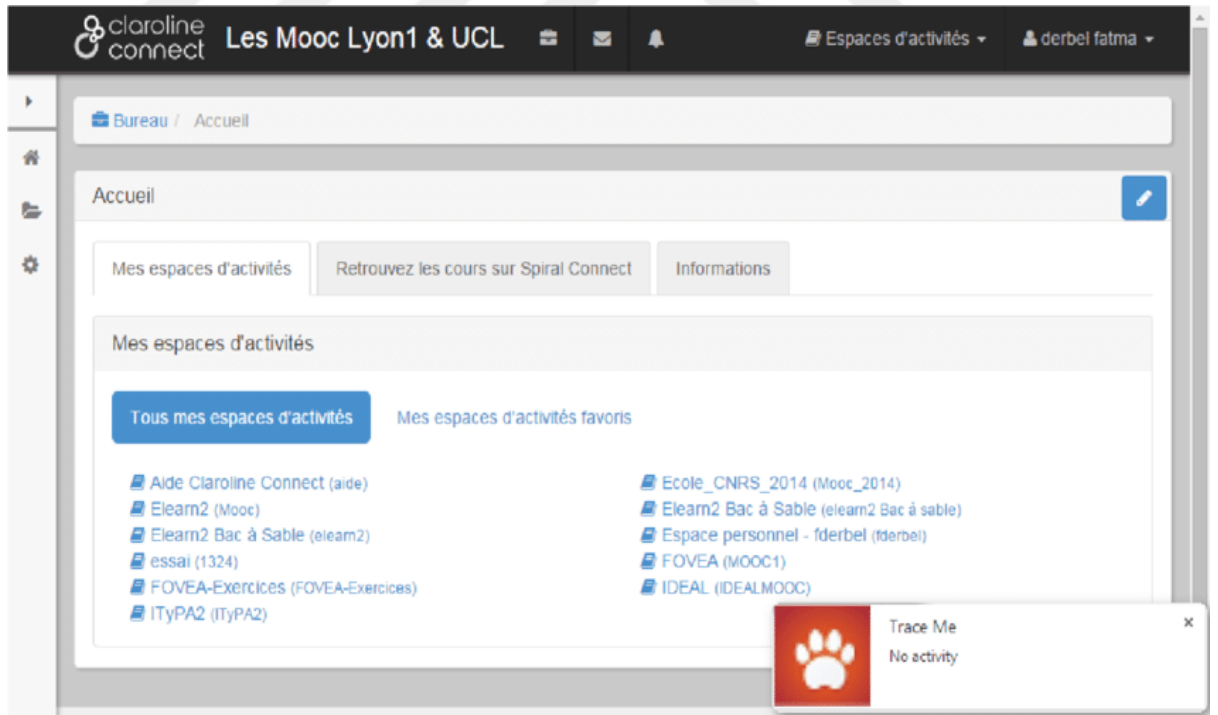 claroline
connect
Les Mooc Lyon1 & UCL
Espaces d'activités
derbel fatma
Bureau / Accueil
Accueil
Mes espaces d'activités
Retrouvez les cours sur Spiral Connect
Informations
Mes espaces d'activités
Tous mes espaces d'activités
Mes espaces d'activités favoris
Aide Claroline Connect (aide)
Ecole_CNRS_2014 (Mooc_2014)
Elearn2 (Mooc)
Elearn2 Bac à Sable (elearn2 Bac à sable)
Elearn2 Bac à Sable (elearn2)
Espace personnel - fderbel (fderbel)
essai (1324)
FOVEA (MOOC1)
FOVEA-Exercices (FOVEA-Exercices)
IDEAL (IDEALMOOC)
ITyPA2 (ITyPA2)
Trace Me
x
No activity